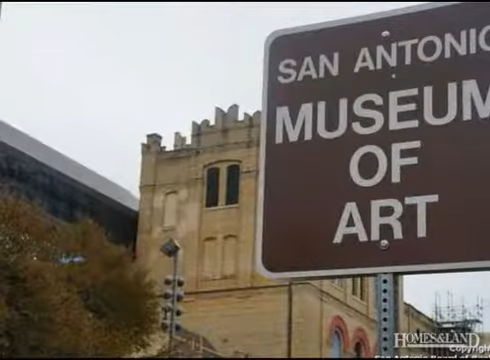 SAN ANTONIO
MUSEUM
OF
ART
HOMES&LAND
Copyright